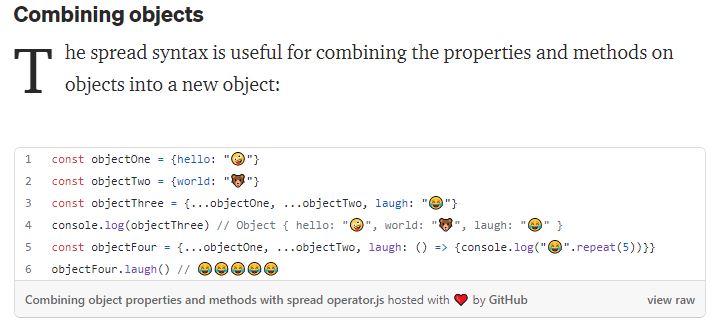 Combining objects
The spread syntax is useful for combining the properties and methods on
objects into a new object:
1 const objectOne = {hello: "🤪"}
2 const objectTwo = {world: "🐻"}
3 const objectThree = {...objectOne, ...objectTwo, laugh: "😂"}
4 console.log(objectThree) // Object { hello: "🤪", world: "🐻", laugh: "😂" }
5 const objectFour = {...objectOne, ...objectTwo, laugh: () => {console.log("😂".repeat(5))}}
6 objectFour.laugh() // 😂😂😂😂😂
Combining object properties and methods with spread operator.js hosted with ❤ by GitHub view raw